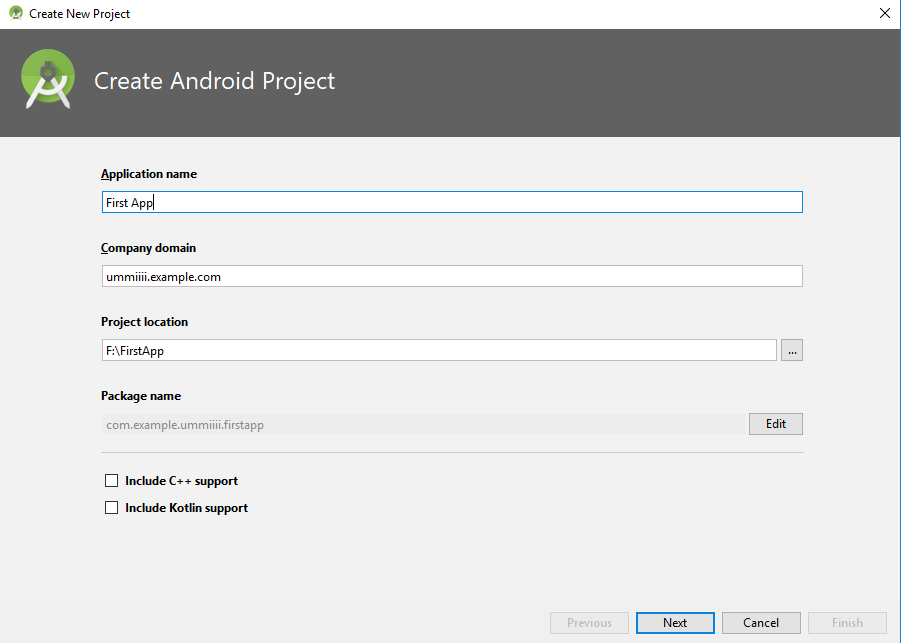 Create New Project
Create Android Project
Application name
First App
Company domain
ummiiii.example.com
Project location
F:\FirstApp
...
Package name
com.example.ummiiii.firstapp
Edit
Include C++ support
Include Kotlin support
Previous Next Cancel Finish